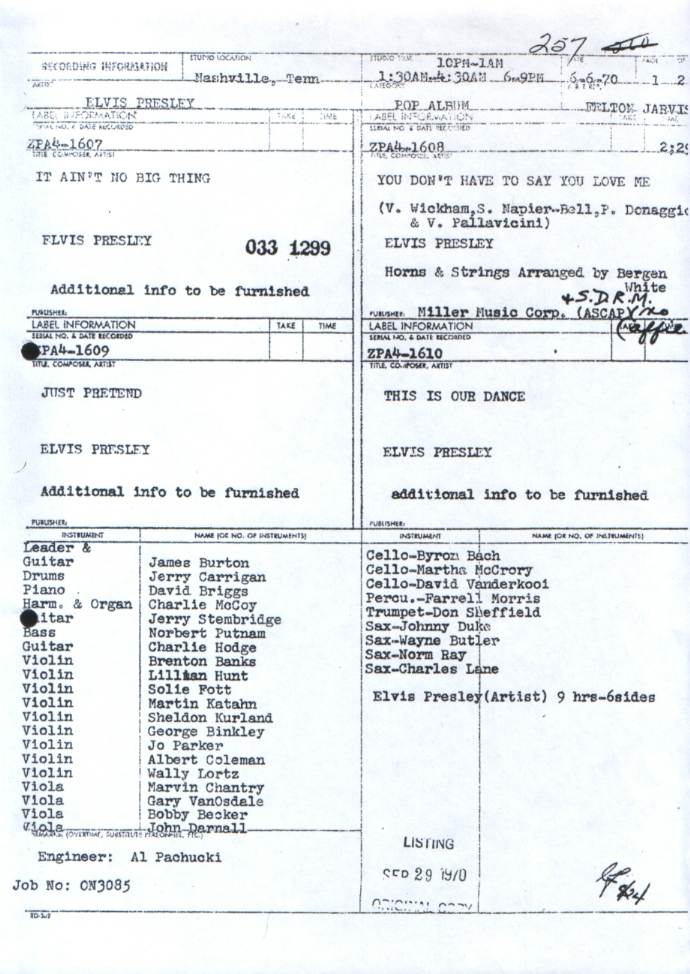 257
RECORDING INFORMATION
STUDIO LOCATION
Nashville, Tenn
STUDIO TIME
10PM-1AM
1:30AM-4:30AM 6-9PM
DATE
6-6-70
PAGE OF
1 2
ARTIST
ELVIS PRESLEY
CATEGORY
POP ALBUM
FELTON JARVIS
LABEL INFORMATION TAKE TIME
SERIAL NO. & DATE RECORDED
ZPA4-1607
TITLE, COMPOSER, ARTIST
IT AIN'T NO BIG THING
ELVIS PRESLEY
033 1299
Additional info to be furnished
PUBLISHER:
LABEL INFORMATION
SERIAL NO. & DATE RECORDED
ZPA4-1608 2:29
TITLE, COMPOSER, ARTIST
YOU DON'T HAVE TO SAY YOU LOVE ME
(V. Wickham,S. Napier-Bell,P. Donaggio
& V. Pallavicini)
ELVIS PRESLEY
Horns & Strings Arranged by Bergen
White
+ S.D.R.M.
PUBLISHER: Miller Music Corp. (ASCAP)
LABEL INFORMATION TAKE TIME
SERIAL NO. & DATE RECORDED
ZPA4-1609
TITLE, COMPOSER, ARTIST
JUST PRETEND
ELVIS PRESLEY
Additional info to be furnished
PUBLISHER:
LABEL INFORMATION
SERIAL NO. & DATE RECORDED
ZPA4-1610
TITLE, COMPOSER, ARTIST
THIS IS OUR DANCE
ELVIS PRESLEY
additional info to be furnished
PUBLISHER:
INSTRUMENT NAME (OR NO. OF INSTRUMENTS)
Leader &
Guitar James Burton
Drums Jerry Carrigan
Piano David Briggs
Harm. & Organ Charlie McCoy
Guitar Jerry Stembridge
Bass Norbert Putnam
Guitar Charlie Hodge
Violin Brenton Banks
Violin Lillian Hunt
Violin Solie Fott
Violin Martin Katahn
Violin Sheldon Kurland
Violin George Binkley
Violin Jo Parker
Violin Albert Coleman
Violin Wally Lortz
Viola Marvin Chantry
Viola Gary VanOsdale
Viola Bobby Becker
Viola John Darnall
INSTRUMENT NAME (OR NO. OF INSTRUMENTS)
Cello-Byron Bach
Cello-Martha McCrory
Cello-David Vanderkooi
Percu.-Farrell Morris
Trumpet-Don Sheffield
Sax-Johnny Duke
Sax-Wayne Butler
Sax-Norm Ray
Sax-Charles Lane
Elvis Presley(Artist) 9 hrs-6sides
REMARKS: (OVERTIME, SUBSTITUTE PERSONNEL, ETC.)
Engineer: Al Pachucki
Job No: ON3085
LISTING
SEP 29 1970
ORIGINAL COPY